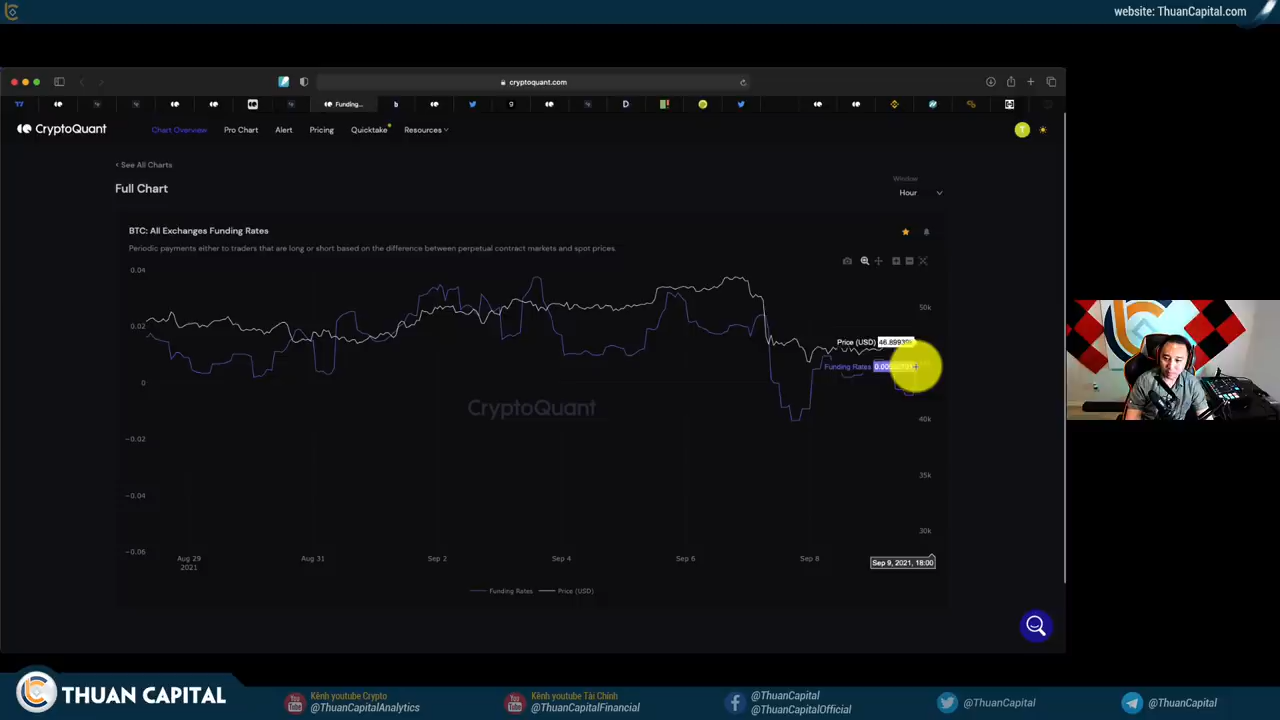 website: ThuanCapital.com
cryptoquant.com
Funding...
CryptoQuant
Chart Overview
Pro Chart
Alert
Pricing
Quicktake
Resources
< See All Charts
Window
Full Chart
Hour
BTC: All Exchanges Funding Rates
Periodic payments either to traders that are long or short based on the difference between perpetual contract markets and spot prices.
0.04
50k
0.02
Price (USD) 46.89939k
Funding Rates
0
CryptoQuant
40k
−0.02
35k
−0.04
30k
−0.06
Aug 29
2021
Aug 31
Sep 2
Sep 4
Sep 6
Sep 8
Sep 9, 2021, 18:00
Funding Rates
Price (USD)
THUAN CAPITAL
Kênh youtube Crypto
@ThuanCapitalAnalytics
Kênh youtube Tài Chính
@ThuanCapitalFinancial
@ThuanCapital
@ThuanCapitalOfficial
@ThuanCapital
@ThuanCapital